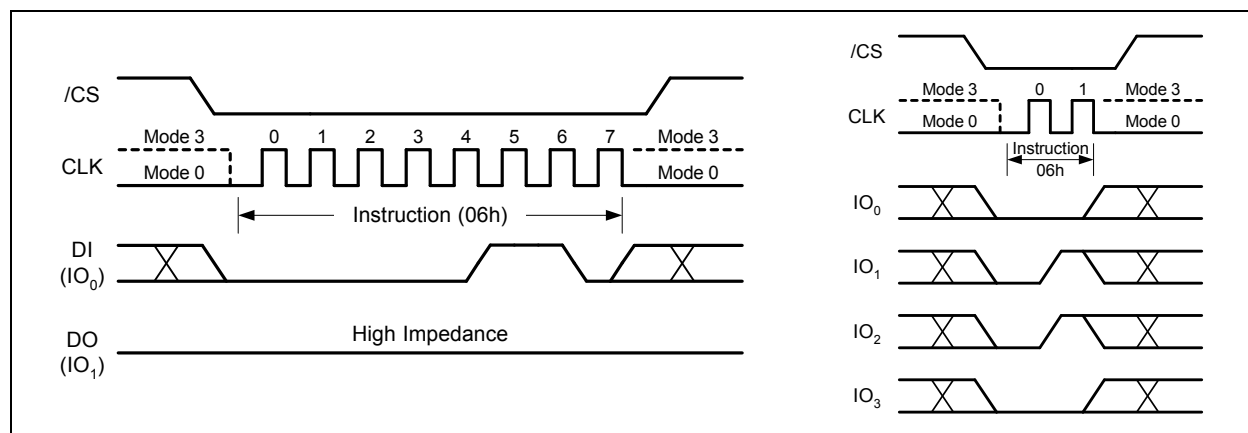 /CS
Mode 3 0 1 2 3 4 5 6 7 Mode 3
CLK Mode 0 Mode 0
Instruction (06h)
DI
(IO0)
High Impedance
DO
(IO1)
/CS
Mode 3 0 1 Mode 3
CLK Mode 0 Mode 0
Instruction
06h
IO0
IO1
IO2
IO3